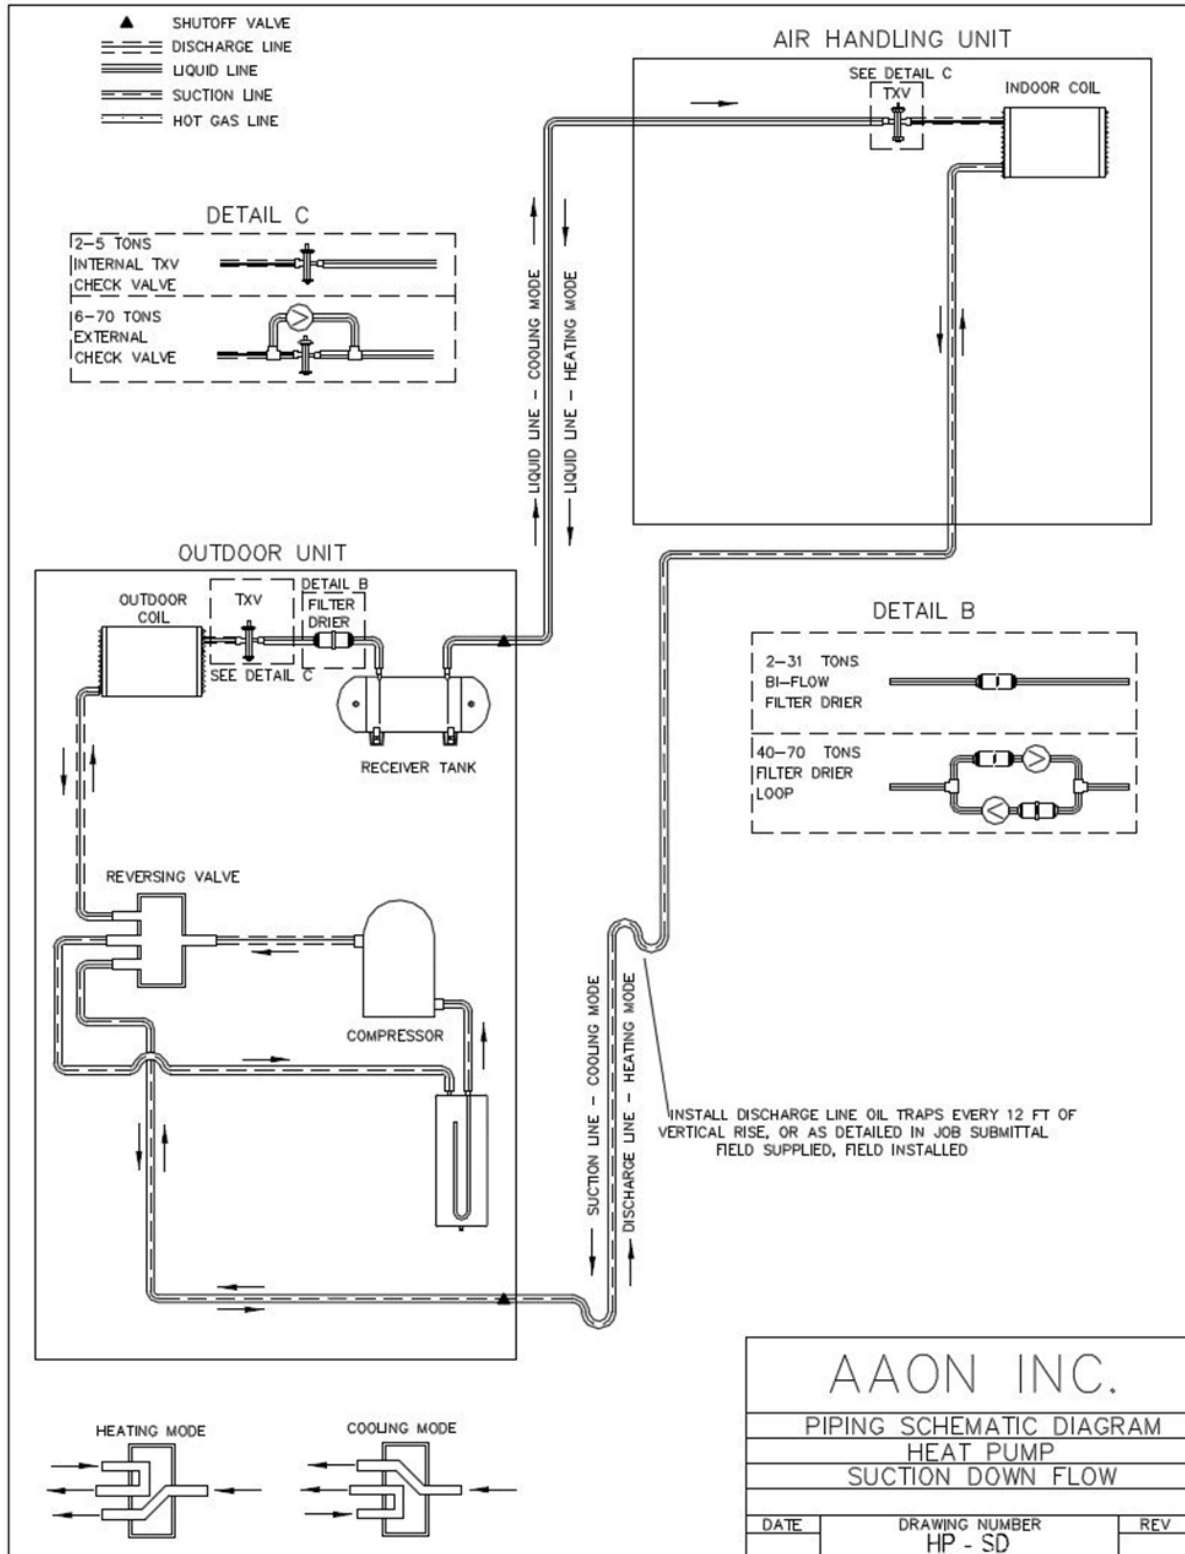 SHUTOFF VALVE
DISCHARGE LINE
LIQUID LINE
SUCTION LINE
HOT GAS LINE
AIR HANDLING UNIT
SEE DETAIL C
TXV
INDOOR COIL
DETAIL C
2-5 TONS
INTERNAL TXV
CHECK VALVE
6-70 TONS
EXTERNAL
CHECK VALVE
LIQUID LINE - COOLING MODE
LIQUID LINE - HEATING MODE
OUTDOOR UNIT
OUTDOOR
COIL
TXV
SEE DETAIL C
DETAIL B
FILTER
DRIER
RECEIVER TANK
DETAIL B
2-31 TONS
BI-FLOW
FILTER DRIER
40-70 TONS
FILTER DRIER
LOOP
REVERSING VALVE
COMPRESSOR
SUCTION LINE - COOLING MODE
DISCHARGE LINE - HEATING MODE
INSTALL DISCHARGE LINE OIL TRAPS EVERY 12 FT OF
VERTICAL RISE, OR AS DETAILED IN JOB SUBMITTAL
FIELD SUPPLIED, FIELD INSTALLED
HEATING MODE
COOLING MODE
AAON INC.
PIPING SCHEMATIC DIAGRAM
HEAT PUMP
SUCTION DOWN FLOW
DATE
DRAWING NUMBER
HP - SD
REV